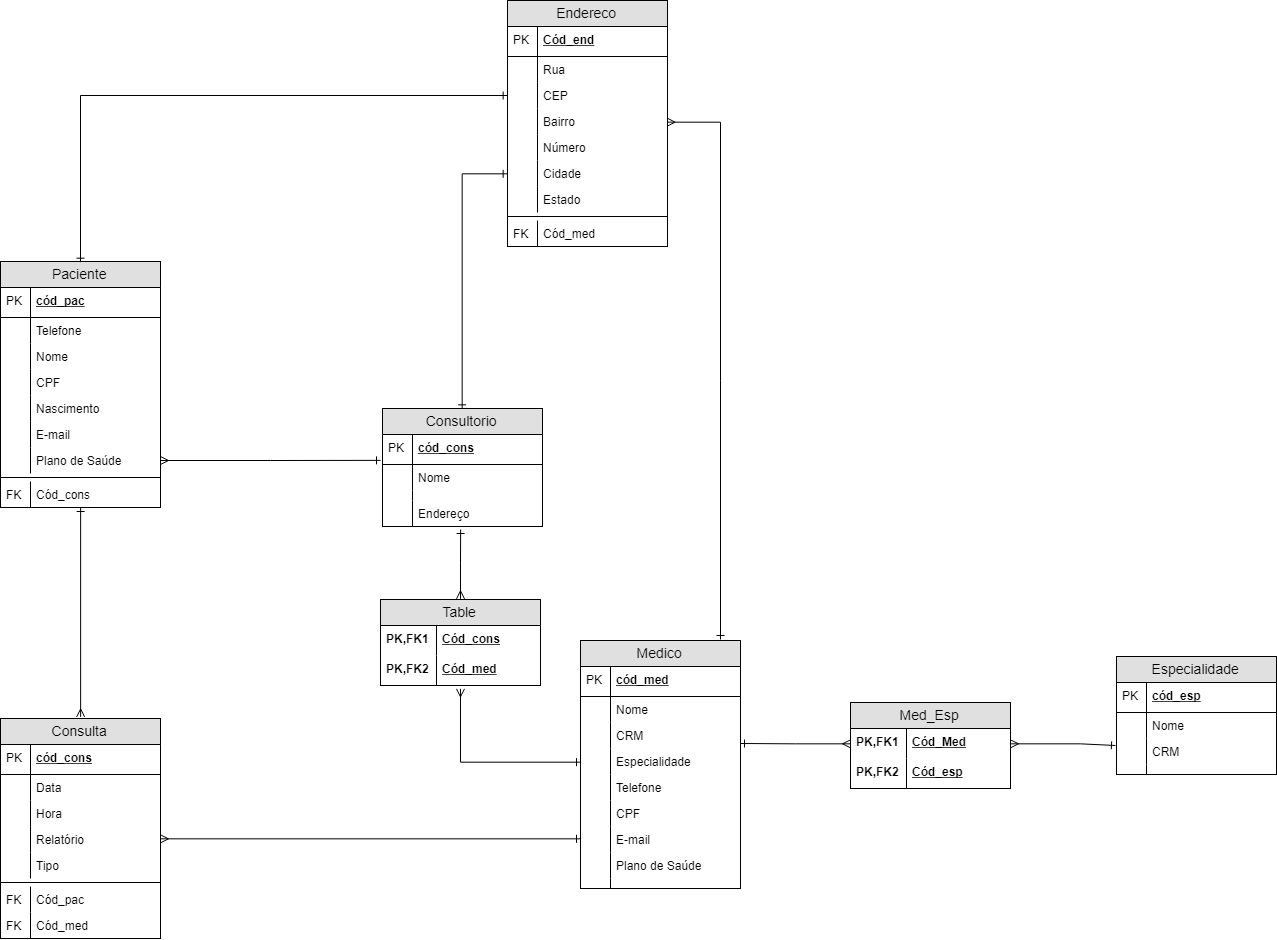 Endereco
PK Cód_end
Rua
CEP
Bairro
Número
Cidade
Estado
FK Cód_med
Paciente
PK cód_pac
Telefone
Nome
CPF
Nascimento
E-mail
Plano de Saúde
FK Cód_cons
Consultorio
PK cód_cons
Nome
Endereço
Table
PK,FK1 Cód_cons
PK,FK2 Cód_med
Medico
PK cód_med
Nome
CRM
Especialidade
Telefone
CPF
E-mail
Plano de Saúde
Med_Esp
PK,FK1 Cód_Med
PK,FK2 Cód_esp
Especialidade
PK cód_esp
Nome
CRM
Consulta
PK cód_cons
Data
Hora
Relatório
Tipo
FK Cód_pac
FK Cód_med